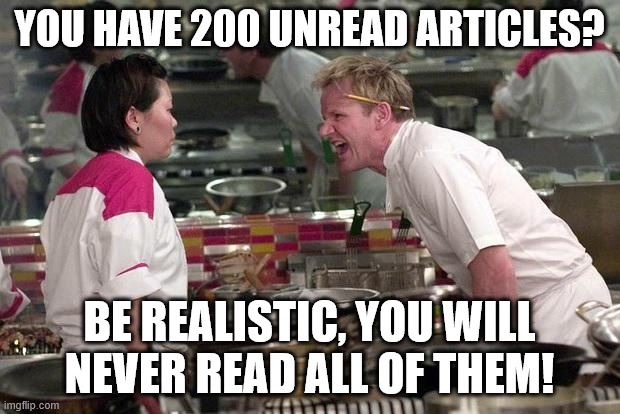 YOU HAVE 200 UNREAD ARTICLES?
BE REALISTIC, YOU WILL
NEVER READ ALL OF THEM!
imgflip.com